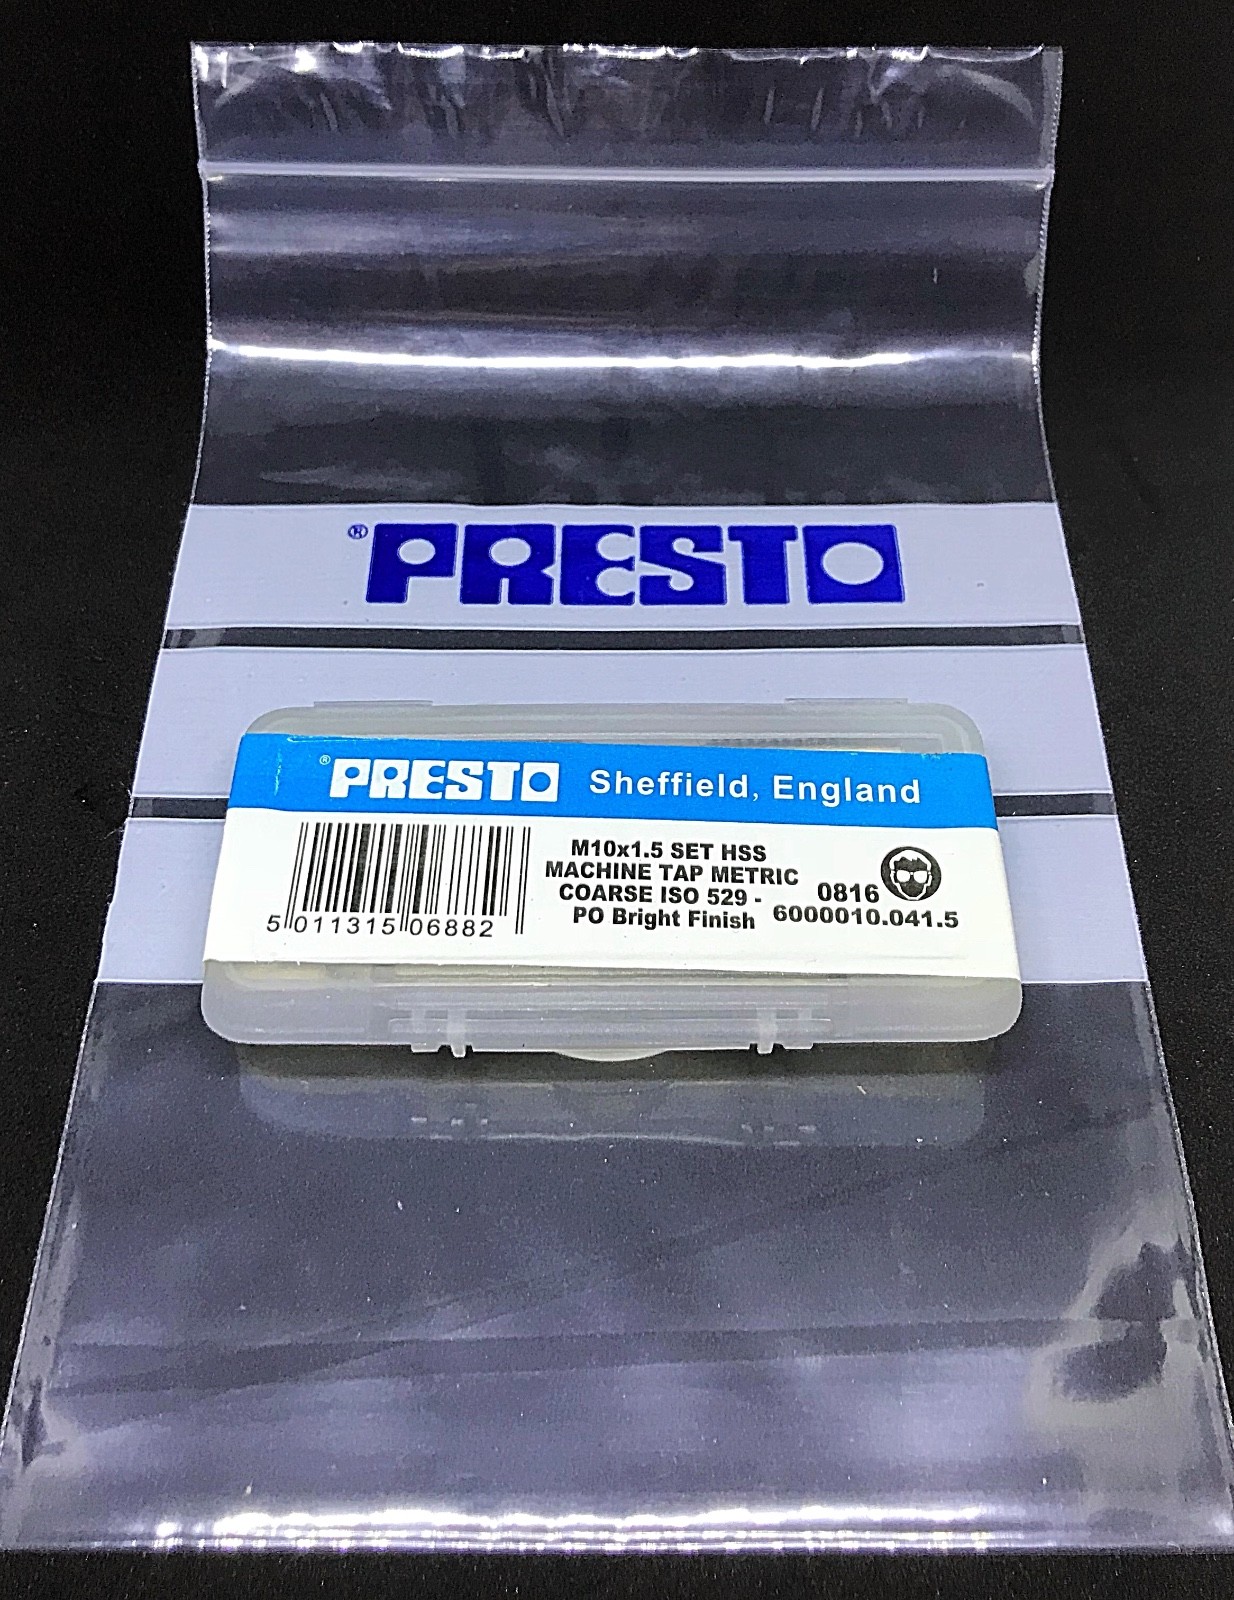 ® PRESTO
® PRESTO Sheffield, England
M10x1.5 SET HSS
MACHINE TAP METRIC
COARSE ISO 529 -
PO Bright Finish
0816
6000010.041.5
5 011315 06882